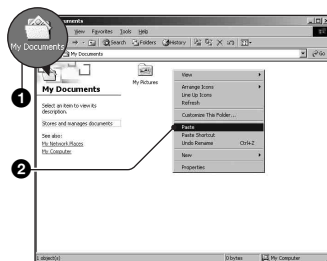 My Documents
View Favorites Tools Help
Search Folders History
My Documents
Go
My Documents
Select an item to view its
description.
Stores and manages documents
See also:
My Network Places
My Computer
My Pictures
View
Arrange Icons
Line Up Icons
Refresh
Customize This Folder...
Paste
Paste Shortcut
Undo Rename Ctrl+Z
New
Properties
1
2
1 object(s)
0 bytes
My Computer